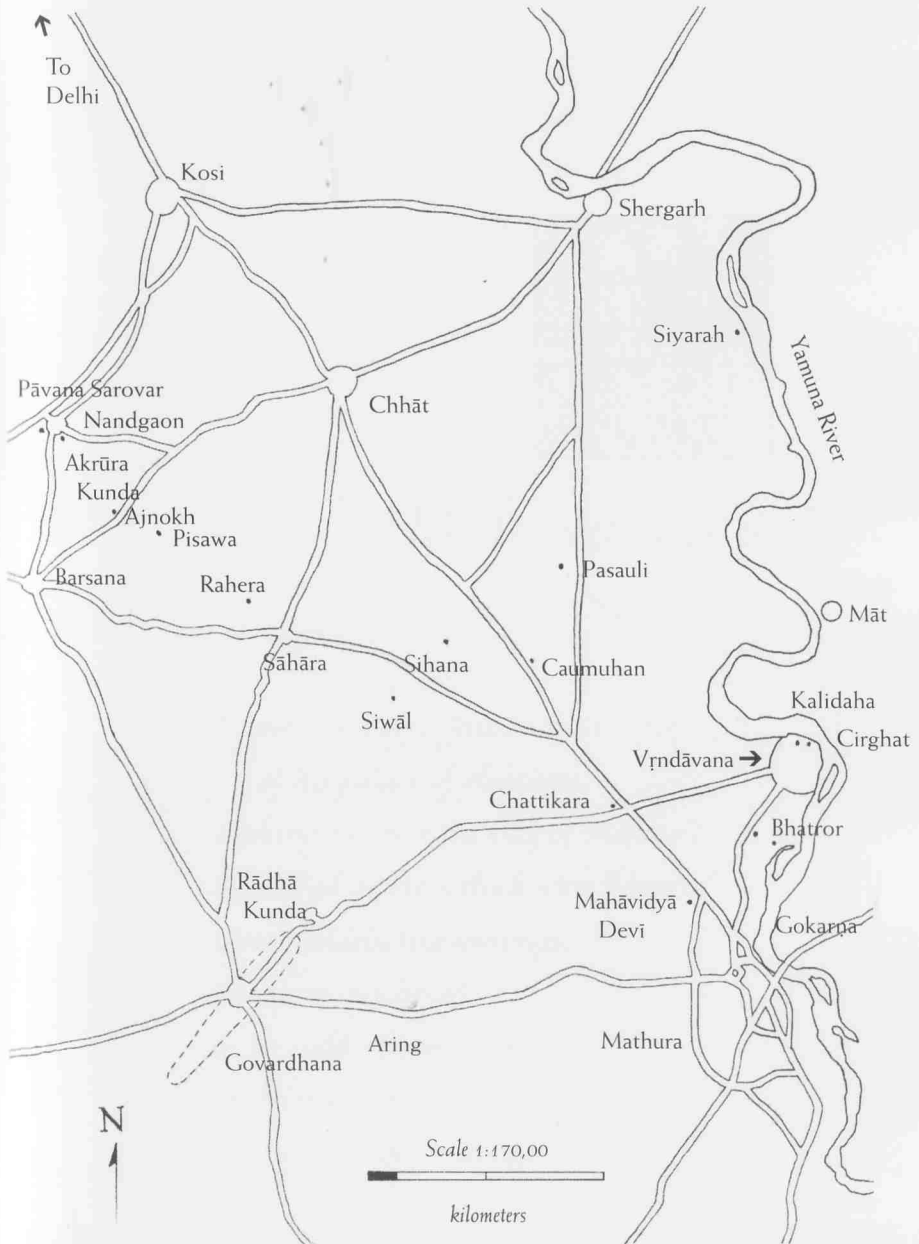 To
Delhi
Kosi
Shergarh
Siyarah
Yamuna River
Pāvana Sarovar
Nandgaon
Chhāt
Akrūra
Kunda
Ajnokh
Pisawa
Barsana
Rahera
Pasauli
Māt
Sāhāra
Sihana
Caumuhan
Siwāl
Kalidaha
Cirghat
Vṛndāvana
Chattikara
Bhatror
Rādhā
Kunda
Mahāvidyā
Devi
Gokarṇa
Aring
Mathura
Govardhana
N
Scale 1:170,00
kilometers